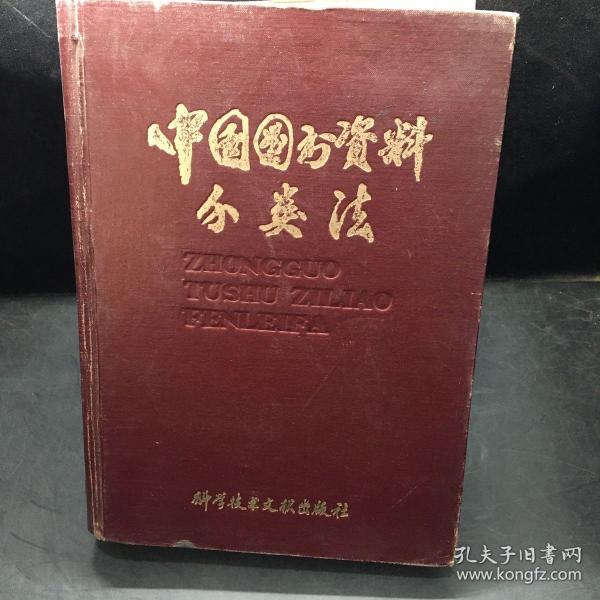 中国图书資料
分类法
ZHONGGUO
TUSHU ZILIAO
FENLEIFA
科学技术文献出版社
孔夫子旧书网
www.kongfz.com